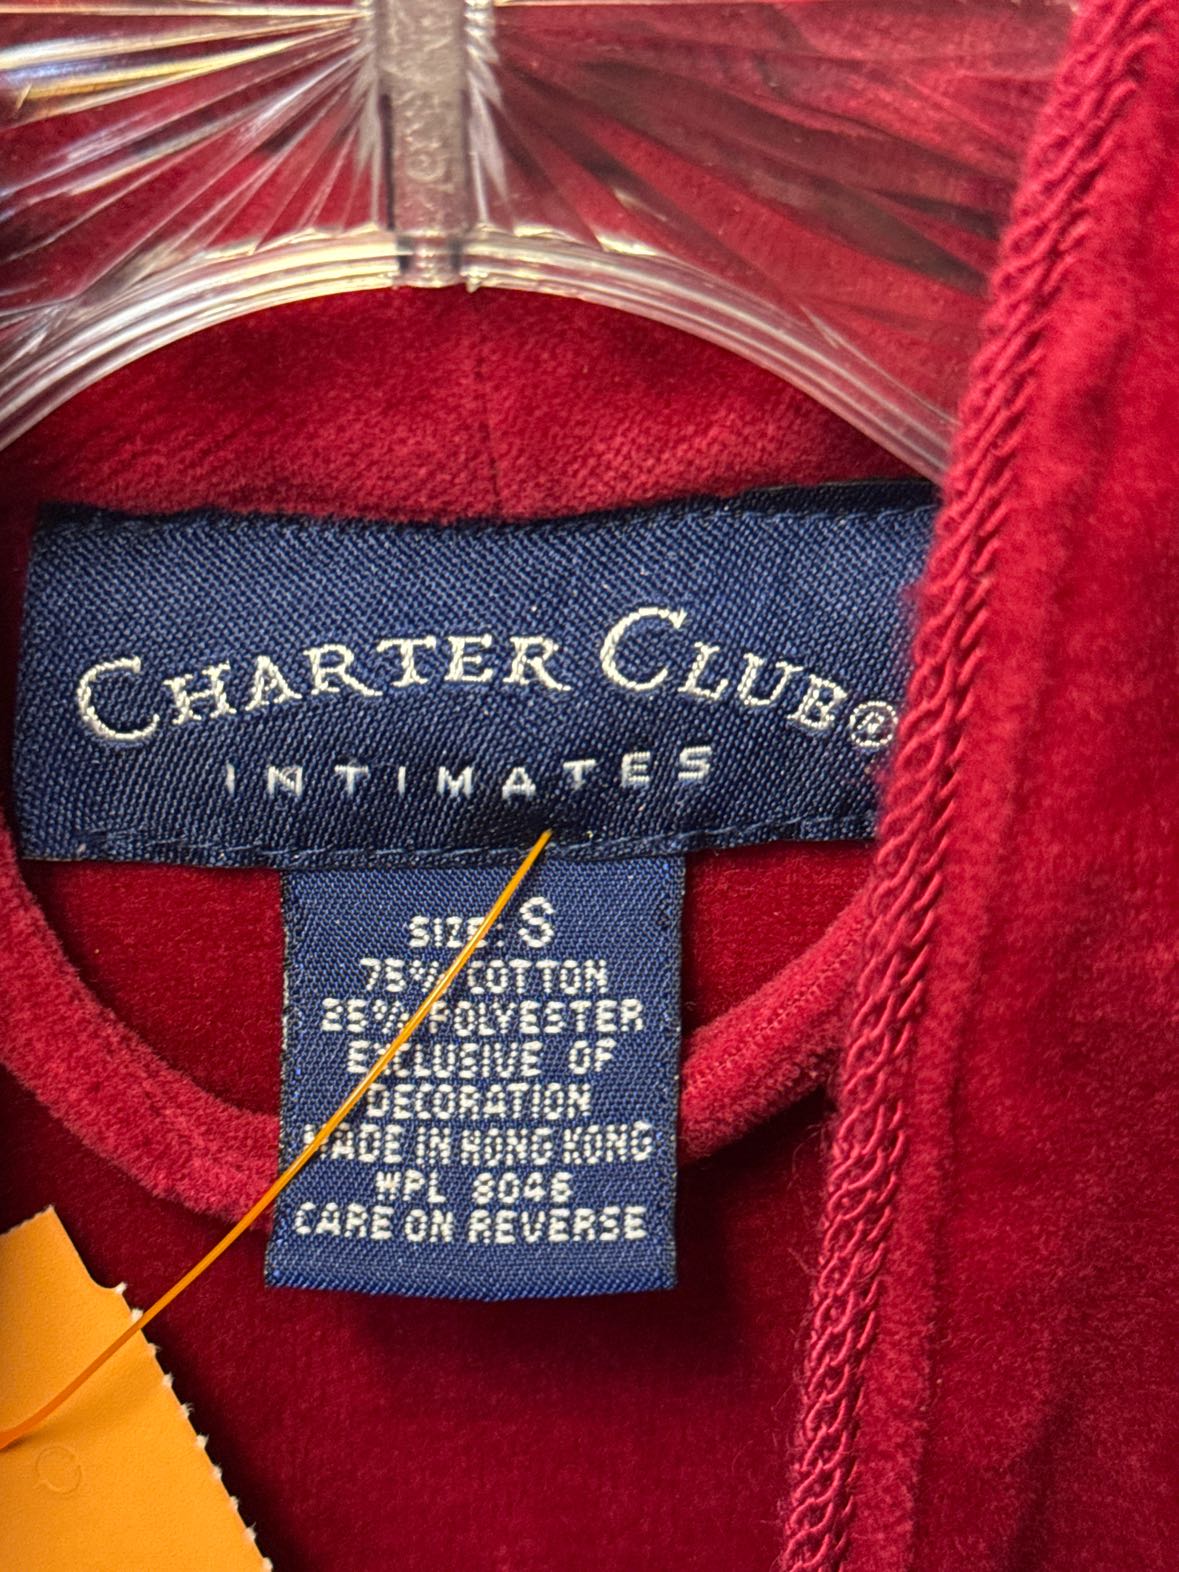 CHARTER CLUB®
INTIMATES
SIZE: S
75% COTTON
25% POLYESTER
EXCLUSIVE OF
DECORATION
MADE IN HONG KONG
WPL 8046
CARE ON REVERSE